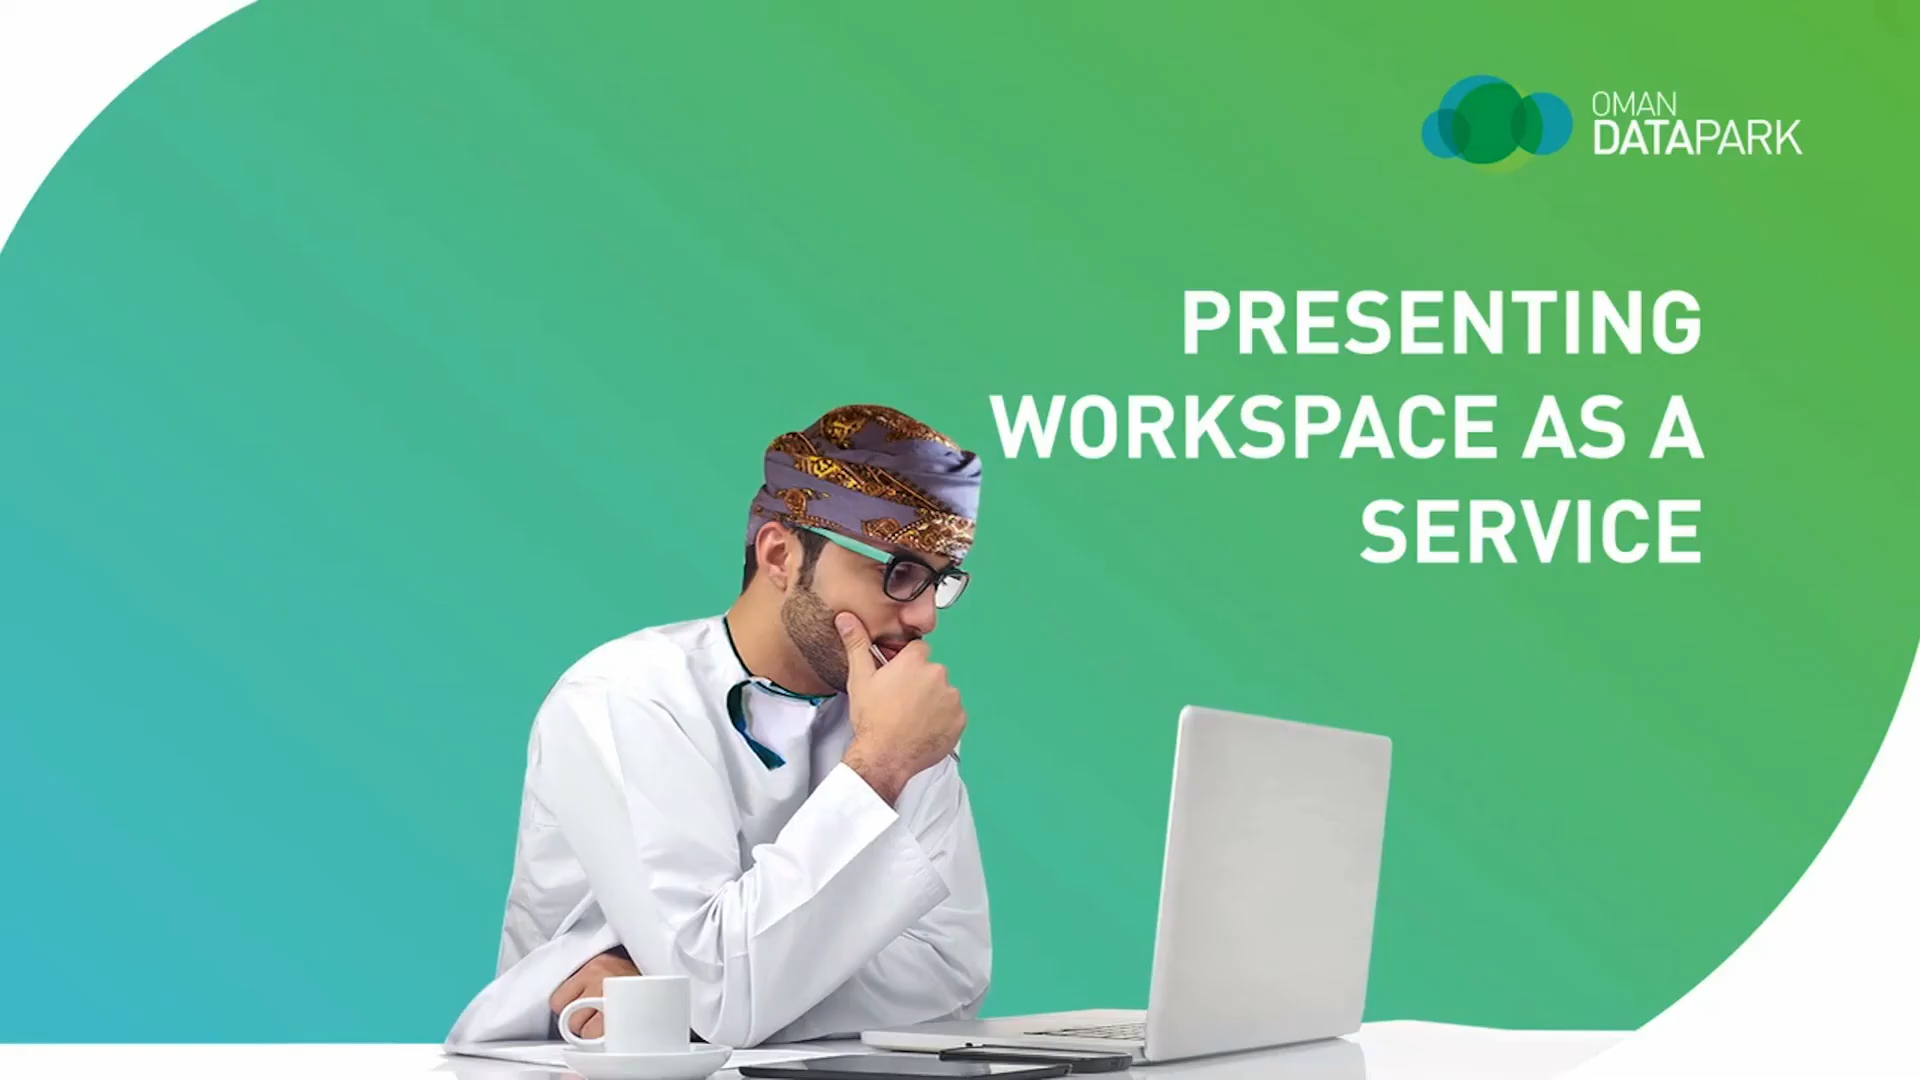 OMAN
DATAPARK
PRESENTING
WORKSPACE AS A
SERVICE